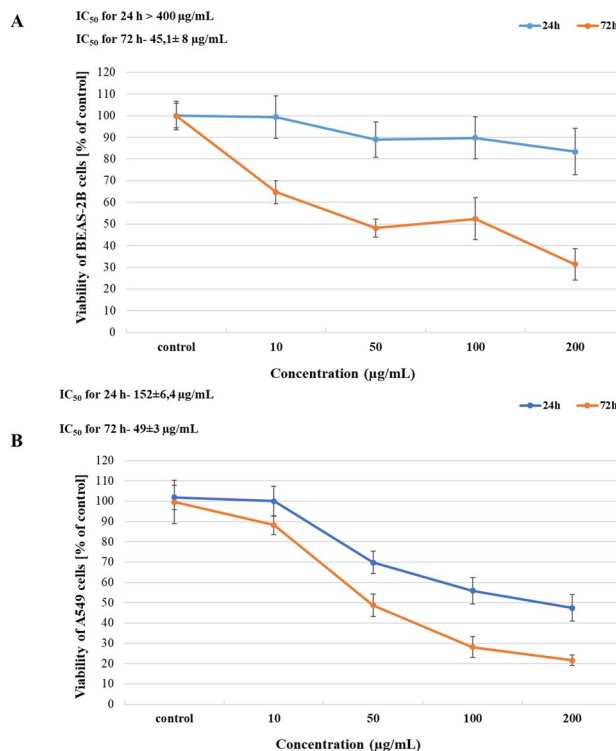 A
IC50 for 24 h > 400 µg/mL
IC50 for 72 h- 45,1± 8 µg/mL
24h 72h
Viability of BEAS-2B cells [% of control]
120
110
100
90
80
70
60
50
40
30
20
10
0
control 10 50 100 200
Concentration (µg/mL)
IC50 for 24 h- 152±6,4 µg/mL
IC50 for 72 h- 49±3 µg/mL
24h 72h
B
Viability of A549 cells [% of control]
120
110
100
90
80
70
60
50
40
30
20
10
0
control 10 50 100 200
Concentration (µg/mL)